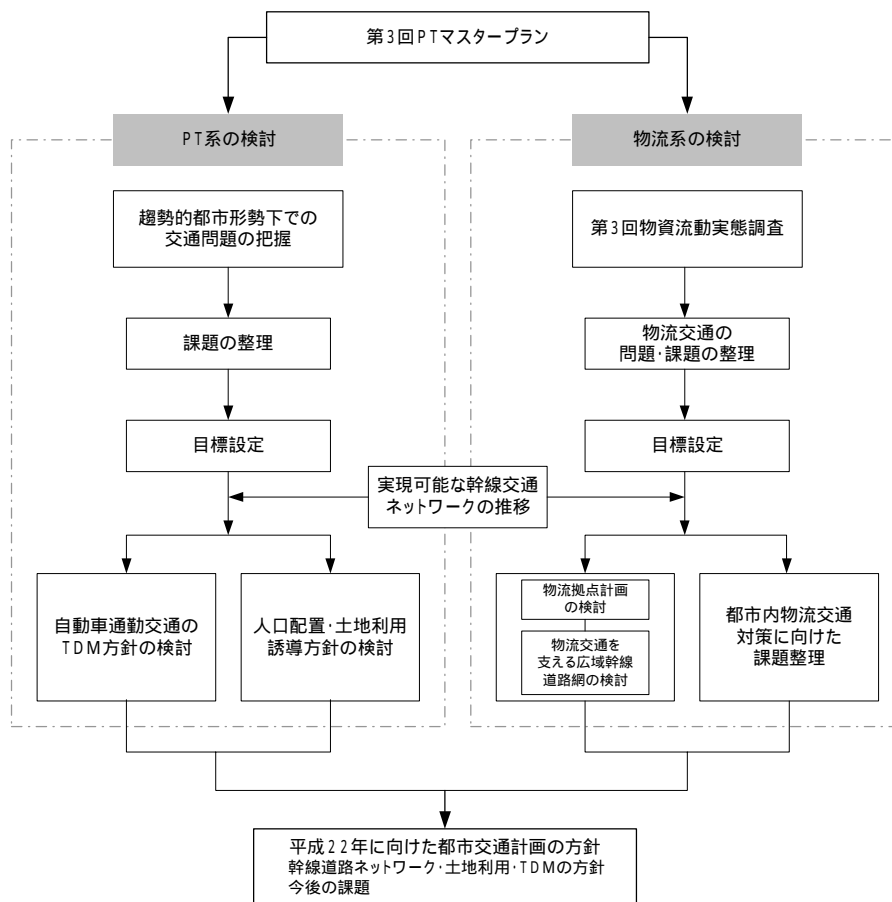 第3回PTマスタープラン
PT系の検討
趨勢的都市形勢下での
交通問題の把握
課題の整理
目標設定
物流系の検討
第3回物資流動実態調査
物流交通の
問題・課題の整理
目標設定
実現可能な幹線交通
ネットワークの推移
自動車通勤交通の
TDM方針の検討
人口配置・土地利用
誘導方針の検討
物流拠点計画
の検討
物流交通を
支える広域幹線
道路網の検討
都市内物流交通
対策に向けた
課題整理
平成22年に向けた都市交通計画の方針
幹線道路ネットワーク・土地利用・TDMの方針
今後の課題